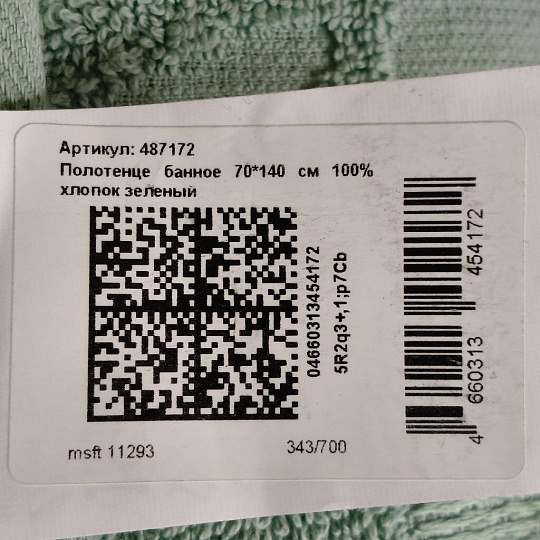 Артикул: 487172
Полотенце банное 70*140 см 100%
хлопок зеленый
04660313454172
5R2q3+,1;p7Cb
4 660313 454172
msft 11293
343/700